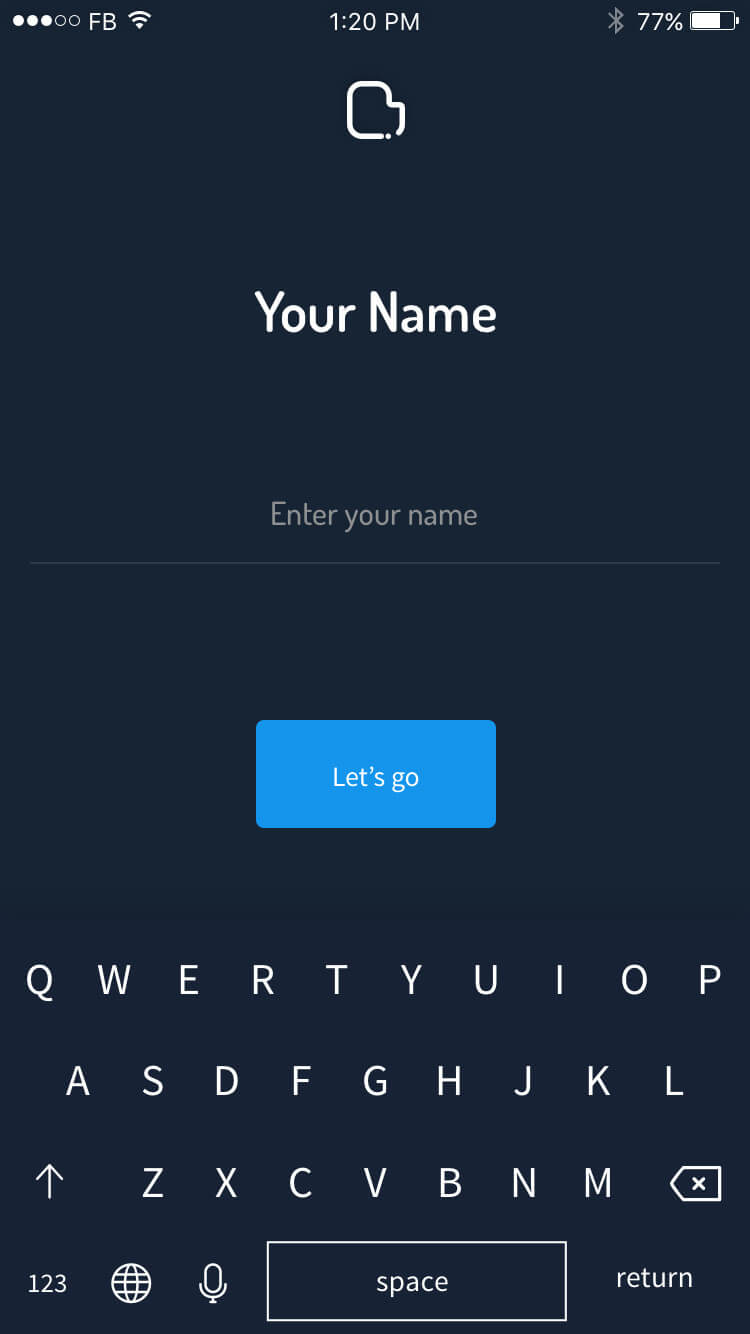 FB 1:20 PM 77%
Your Name
Enter your name
Let’s go
Q W E R T Y U I O P
A S D F G H J K L
Z X C V B N M
123 space return